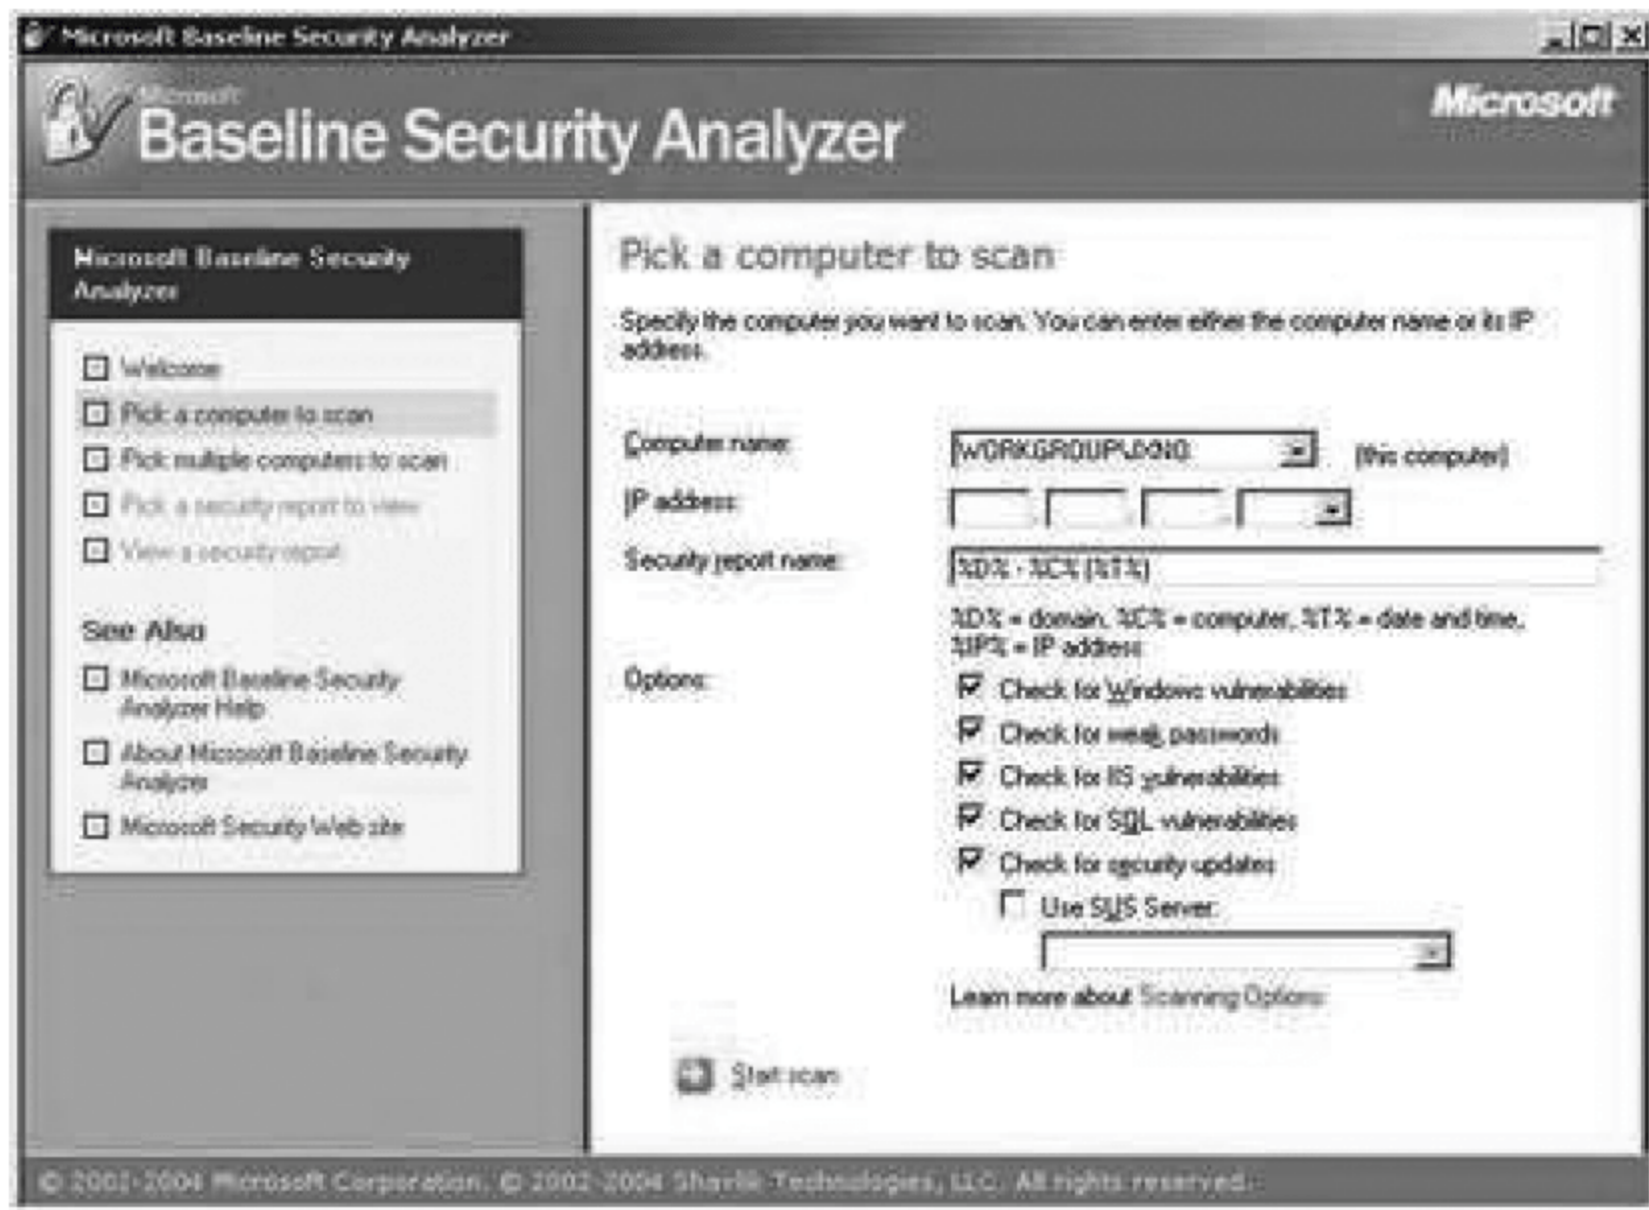 Microsoft Baseline Security Analyzer
Microsoft
Baseline Security Analyzer
Microsoft
Microsoft Baseline Security
Analyzer
Welcome
Pick a computer to scan
Pick multiple computers to scan
Pick a security report to view
View a security report
See Also
Microsoft Baseline Security
Analyzer Help
About Microsoft Baseline Security
Analyzer
Microsoft Security Web site
Pick a computer to scan
Specify the computer you want to scan. You can enter either the computer name or its IP
address.
Computer name:
(this computer)
IP address:
Security report name:
%D% - %C% (%T%)
%D% = domain, %C% = computer, %T% = date and time,
%IP% = IP address
Options:
Check for Windows vulnerabilities
Check for weak passwords
Check for IIS vulnerabilities
Check for SQL vulnerabilities
Check for security updates
Use SUS Server:
Learn more about Scanning Options
Start scan
© 2002-2004 Microsoft Corporation, © 2002-2004 Shavlik Technologies, LLC. All rights reserved.